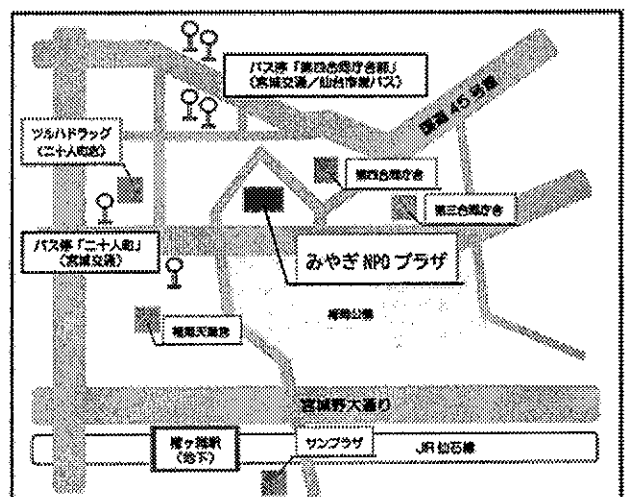 バス停「第四合同庁舎前」
(宮城交通/仙台市営バス)
国道45号線
ツルハドラッグ
(二十人町店)
第四合同庁舎
第三合同庁舎
バス停「二十人町」
(宮城交通)
みやぎ NPO プラザ
榴岡公園
榴岡天満宮
宮城野大通り
榴ヶ岡駅
(地下)
サンプラザ
JR 仙石線